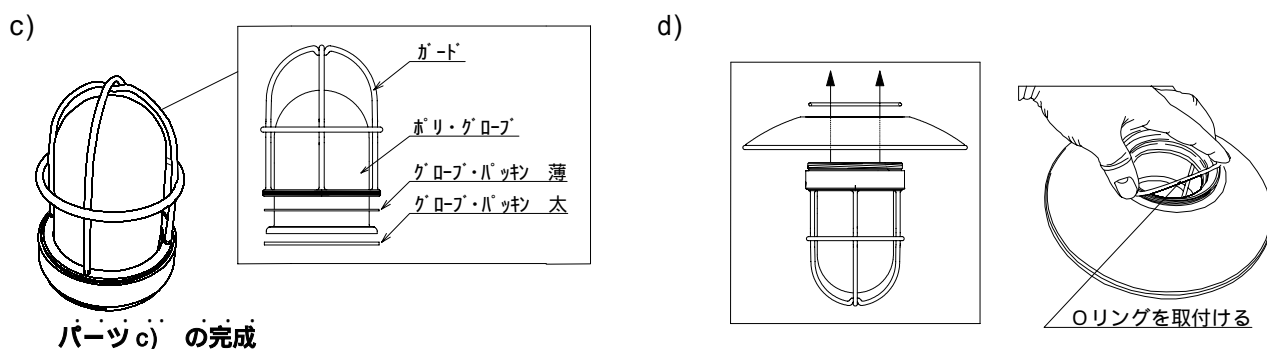 c)
ｶﾞｰﾄﾞ
ﾎﾟﾘ・ｸﾞﾛｰﾌﾞ
ｸﾞﾛｰﾌﾞ・ﾊﾟｯｷﾝ 薄
ｸﾞﾛｰﾌﾞ・ﾊﾟｯｷﾝ 太
パーツ c) の完成
d)
Ｏリングを取付ける